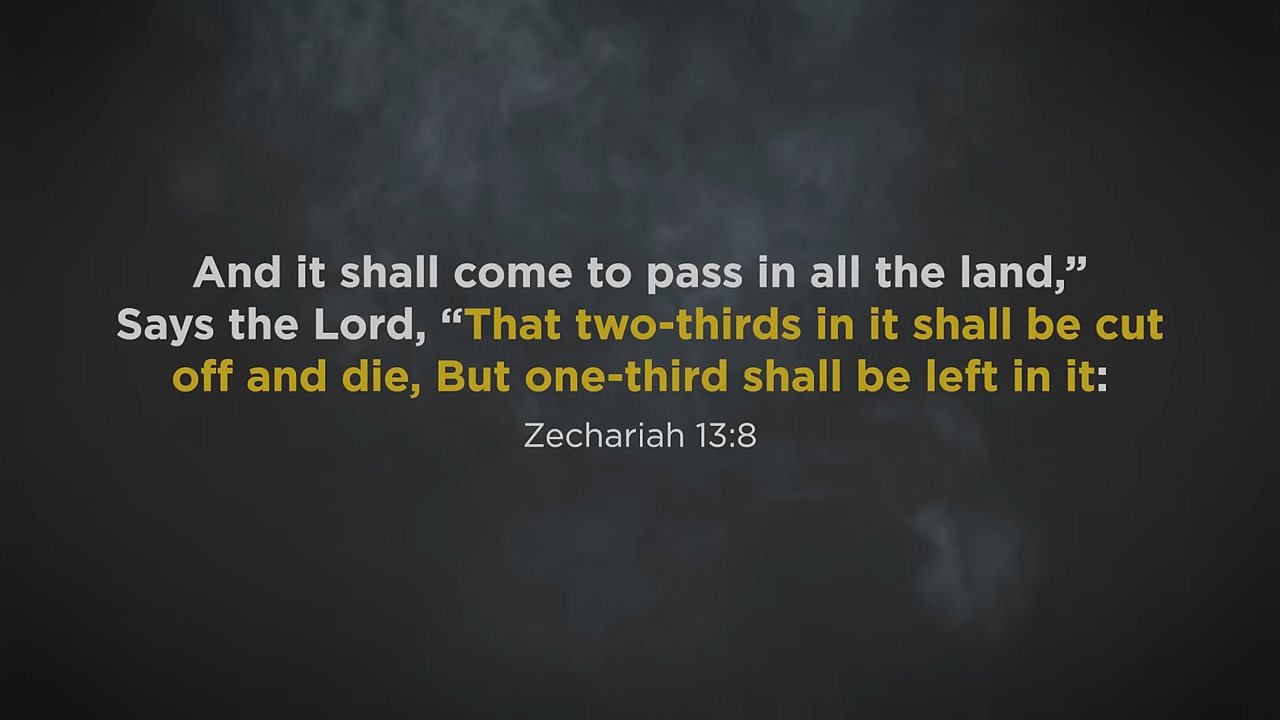 And it shall come to pass in all the land,”
Says the Lord, “That two-thirds in it shall be cut
off and die, But one-third shall be left in it:
Zechariah 13:8